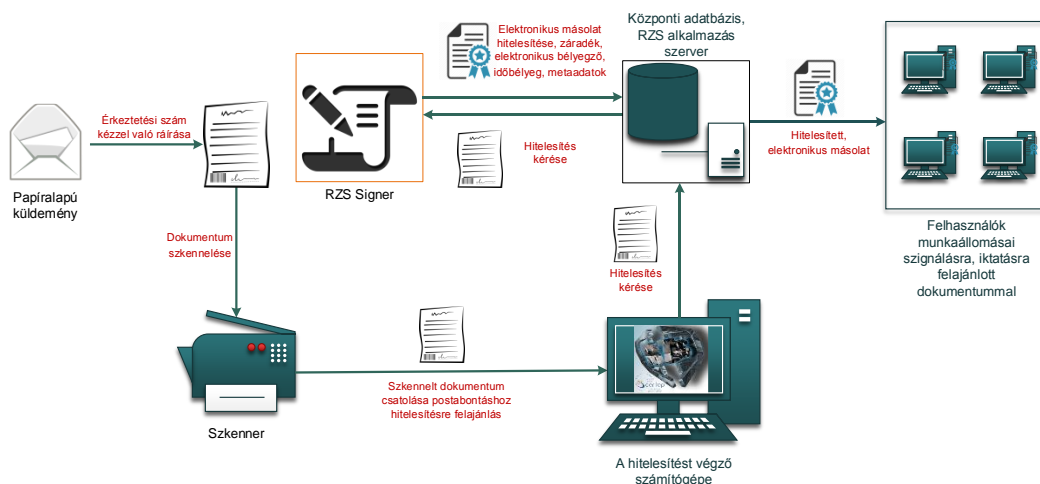 Elektronikus másolat
hitelesítése, záradék,
elektronikus bélyegző,
időbélyeg, metaadatok
Központi adatbázis,
RZS alkalmazás
szerver
Érkeztetési szám
kézzel való ráírása
Hitelesítés
kérése
Hitelesített,
elektronikus másolat
Papíralapú
küldemény
RZS Signer
Dokumentum
szkennelése
Hitelesítés
kérése
Felhasználók
munkaállomásai
szignálásra, iktatásra
felajánlott
dokumentummal
Szkennelt dokumentum
csatolása postabontáshoz
hitelesítésre felajánlás
Szkenner
A hitelesítést végző
számítógépe